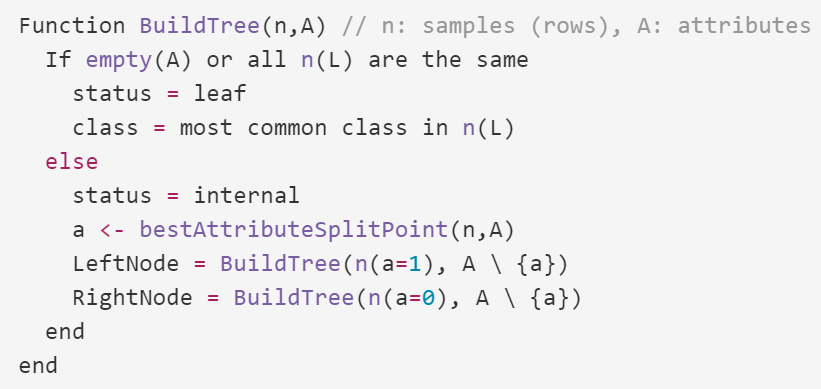 Function BuildTree(n,A) // n: samples (rows), A: attributes
  If empty(A) or all n(L) are the same
    status = leaf
    class = most common class in n(L)
  else
    status = internal
    a <- bestAttributeSplitPoint(n,A)
    LeftNode = BuildTree(n(a=1), A \ {a})
    RightNode = BuildTree(n(a=0), A \ {a})
  end
end